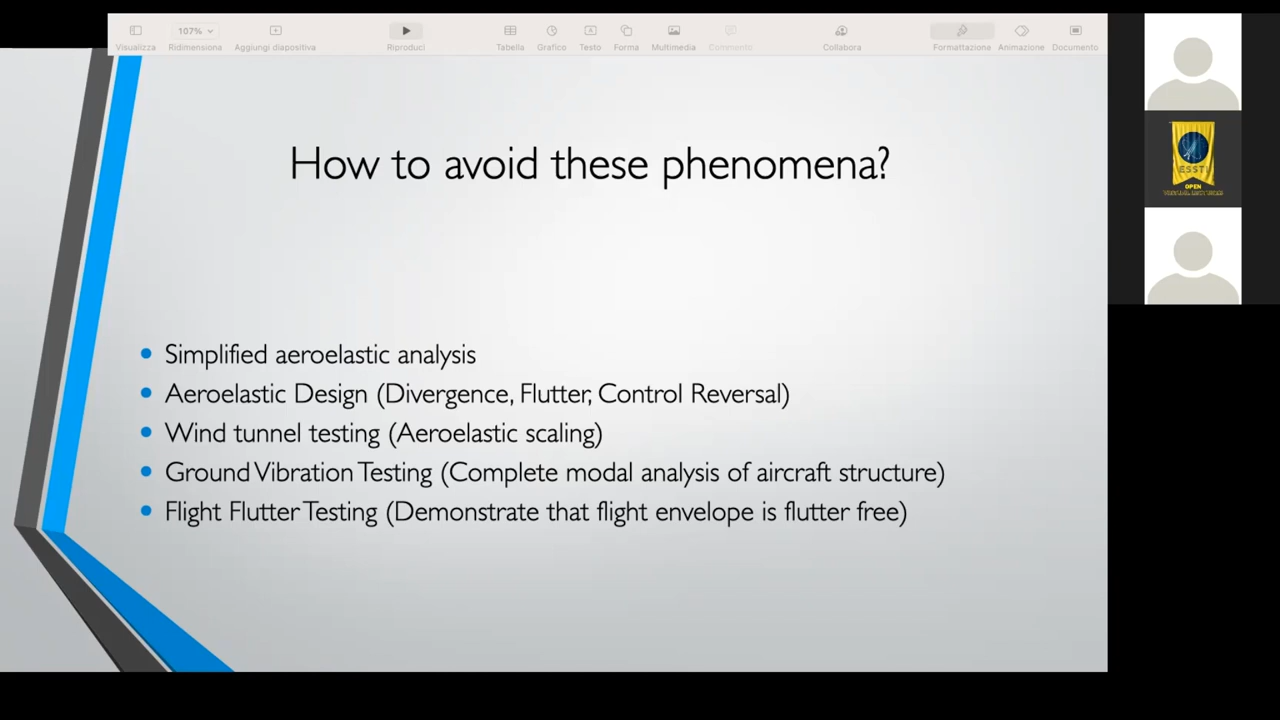 107%
Visualizza Ridimensiona Aggiungi diapositiva Riproduci Tabella Grafico Testo Forma Multimedia Commento Collabora Formattazione Animazione Documento
How to avoid these phenomena?
Simplified aeroelastic analysis
Aeroelastic Design (Divergence, Flutter, Control Reversal)
Wind tunnel testing (Aeroelastic scaling)
Ground Vibration Testing (Complete modal analysis of aircraft structure)
Flight Flutter Testing (Demonstrate that flight envelope is flutter free)
OPEN